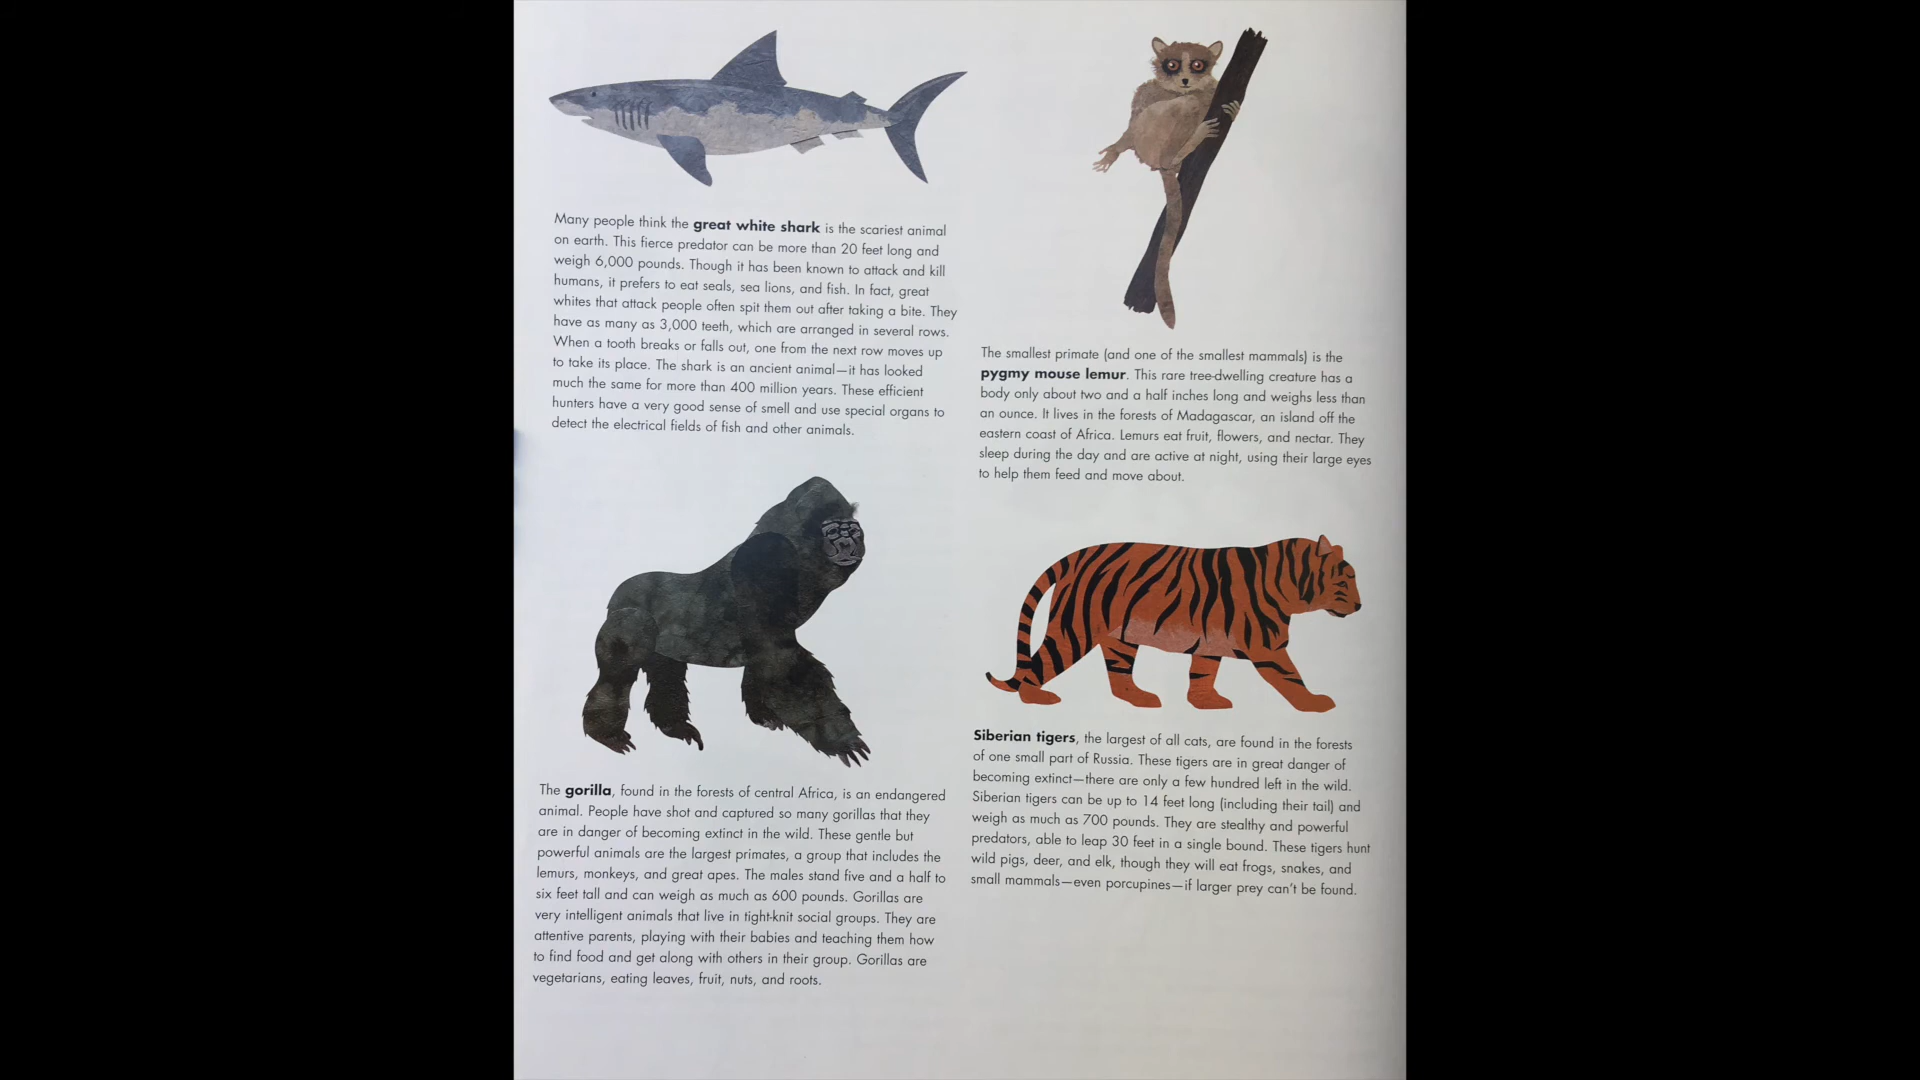 Many people think the great white shark is the scariest animal
on earth. This fierce predator can be more than 20 feet long and
weigh 6,000 pounds. Though it has been known to attack and kill
humans, it prefers to eat seals, sea lions, and fish. In fact, great
whites that attack people often spit them out after taking a bite. They
have as many as 3,000 teeth, which are arranged in several rows.
When a tooth breaks or falls out, one from the next row moves up
to take its place. The shark is an ancient animal—it has looked
much the same for more than 400 million years. These efficient
hunters have a very good sense of smell and use special organs to
detect the electrical fields of fish and other animals.
The smallest primate (and one of the smallest mammals) is the
pygmy mouse lemur. This rare tree-dwelling creature has a
body only about two and a half inches long and weighs less than
an ounce. It lives in the forests of Madagascar, an island off the
eastern coast of Africa. Lemurs eat fruit, flowers, and nectar. They
sleep during the day and are active at night, using their large eyes
to help them feed and move about.
The gorilla, found in the forests of central Africa, is an endangered
animal. People have shot and captured so many gorillas that they
are in danger of becoming extinct in the wild. These gentle but
powerful animals are the largest primates, a group that includes the
lemurs, monkeys, and great apes. The males stand five and a half to
six feet tall and can weigh as much as 600 pounds. Gorillas are
very intelligent animals that live in tight-knit social groups. They are
attentive parents, playing with their babies and teaching them how
to find food and get along with others in their group. Gorillas are
vegetarians, eating leaves, fruit, nuts, and roots.
Siberian tigers, the largest of all cats, are found in the forests
of one small part of Russia. These tigers are in great danger of
becoming extinct—there are only a few hundred left in the wild.
Siberian tigers can be up to 14 feet long (including their tail) and
weigh as much as 700 pounds. They are stealthy and powerful
predators, able to leap 30 feet in a single bound. These tigers hunt
wild pigs, deer, and elk, though they will eat frogs, snakes, and
small mammals—even porcupines—if larger prey can't be found.